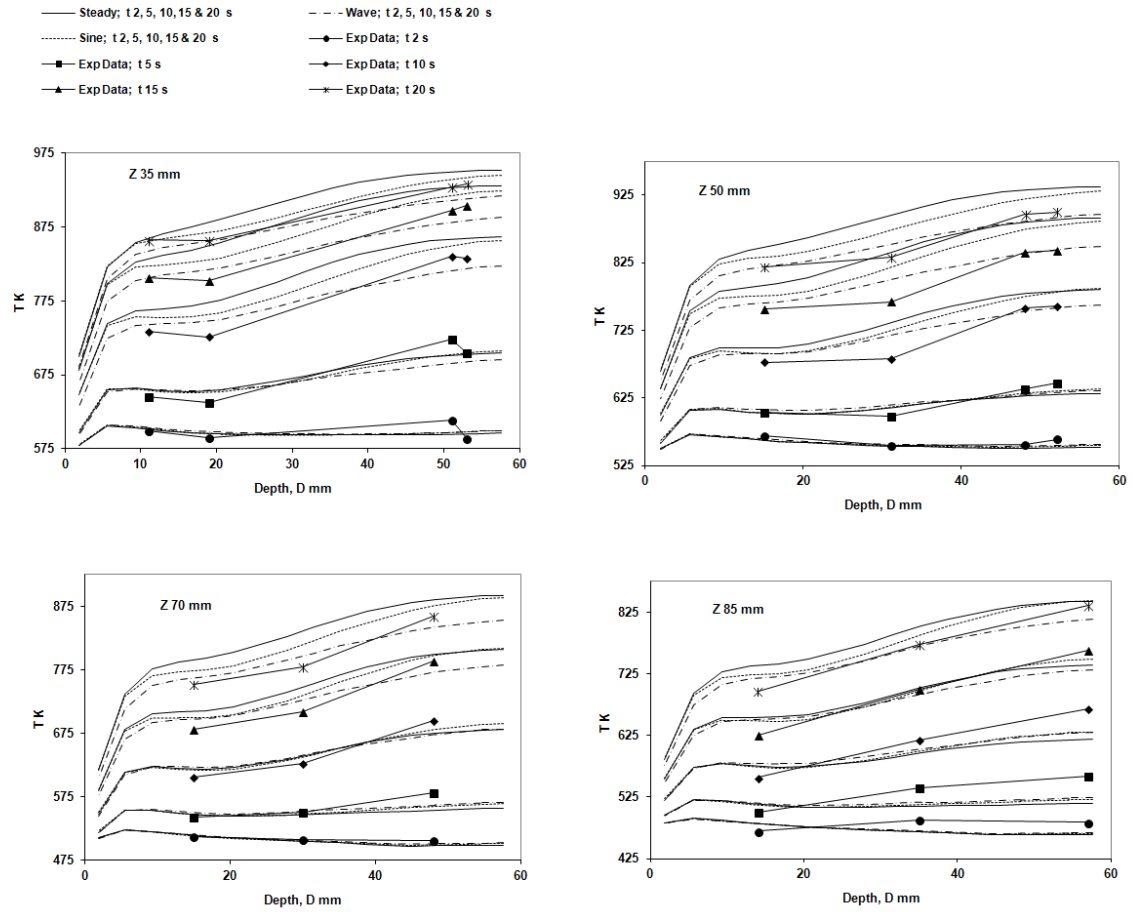 Steady; t 2, 5, 10, 15 & 20 s
Wave; t 2, 5, 10, 15 & 20 s
Sine; t 2, 5, 10, 15 & 20 s
Exp Data; t 2 s
Exp Data; t 5 s
Exp Data; t 10 s
Exp Data; t 15 s
Exp Data; t 20 s
Z 35 mm
T K
975
875
775
675
575
0 10 20 30 40 50 60
Depth, D mm
Z 50 mm
T K
925
825
725
625
525
0 20 40 60
Depth, D mm
Z 70 mm
T K
875
775
675
575
475
0 20 40 60
Depth, D mm
Z 85 mm
T K
825
725
625
525
425
0 20 40 60
Depth, D mm